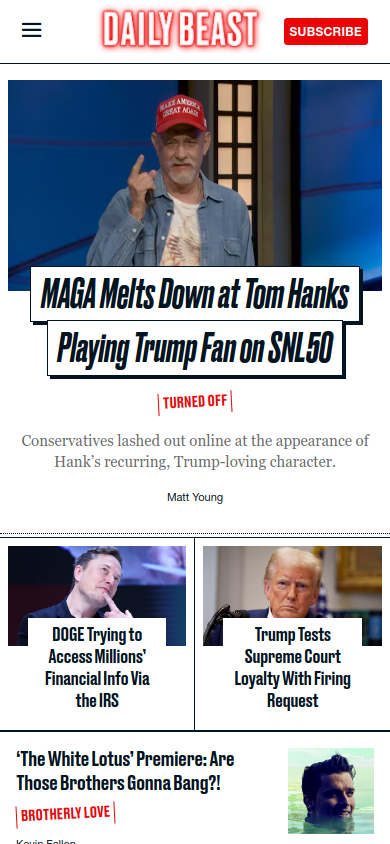 DAILY BEAST
SUBSCRIBE
MAKE AMERICA
GREAT AGAIN
MAGA Melts Down at Tom Hanks
Playing Trump Fan on SNL50
TURNED OFF
Conservatives lashed out online at the appearance of
Hank’s recurring, Trump-loving character.
Matt Young
DOGE Trying to
Access Millions’
Financial Info Via
the IRS
Trump Tests
Supreme Court
Loyalty With Firing
Request
‘The White Lotus’ Premiere: Are
Those Brothers Gonna Bang?!
BROTHERLY LOVE
Kevin Fallon